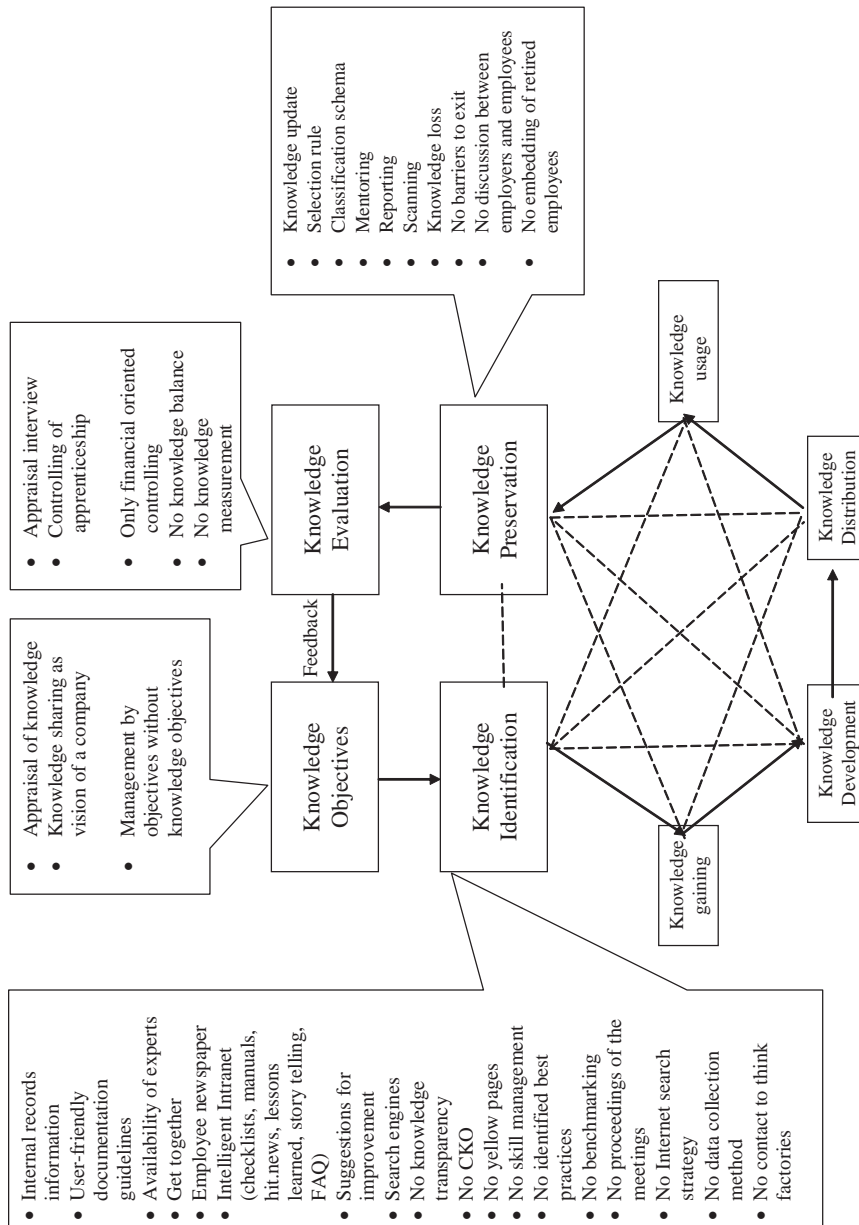 Internal records
information
User-friendly
documentation
guidelines
Availability of experts
Get together
Employee newspaper
Intelligent Intranet
(checklists, manuals,
hit.news, lessons
learned, story telling,
FAQ)
Suggestions for
improvement
Search engines
No knowledge
transparency
No CKO
No yellow pages
No skill management
No identified best
practices
No benchmarking
No proceedings of the
meetings
No Internet search
strategy
No data collection
method
No contact to think
factories
Appraisal of knowledge
Knowledge sharing as
vision of a company
Management by
objectives without
knowledge objectives
Appraisal interview
Controlling of
apprenticeship
Only financial oriented
controlling
No knowledge balance
No knowledge
measurement
Knowledge
Objectives
Feedback
Knowledge
Evaluation
Knowledge
Identification
Knowledge
Preservation
Knowledge update
Selection rule
Classification schema
Mentoring
Reporting
Scanning
Knowledge loss
No barriers to exit
No discussion between
employers and employees
No embedding of retired
employees
Knowledge
gaining
Knowledge
usage
Knowledge
Development
Knowledge
Distribution